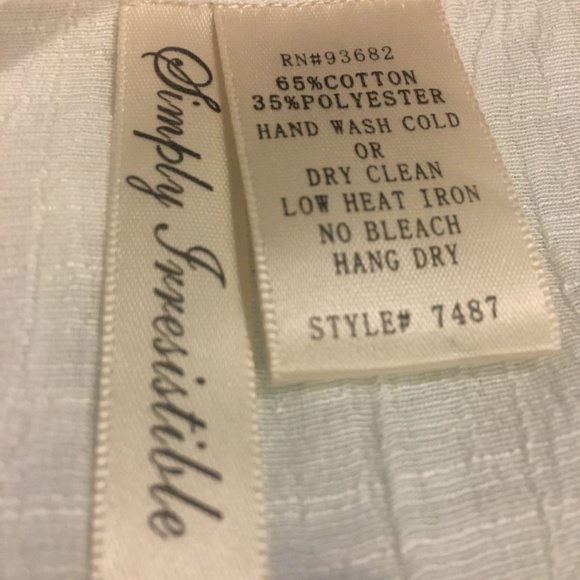 Simply Irresistible
RN#93682
65%COTTON
35%POLYESTER
HAND WASH COLD
OR
DRY CLEAN
LOW HEAT IRON
NO BLEACH
HANG DRY
STYLE# 7487